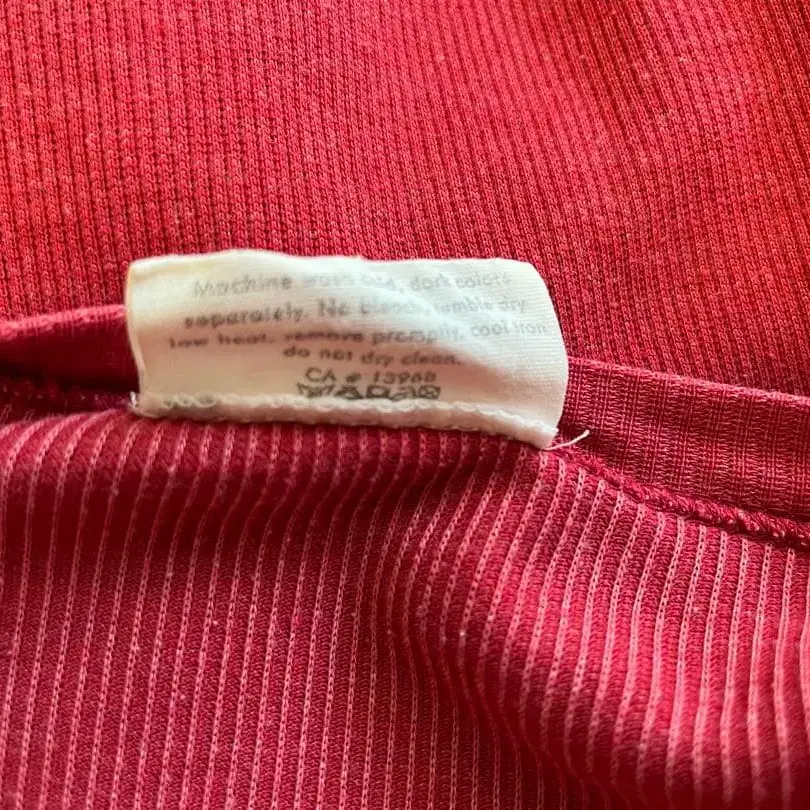 Machine wash cold, dark colors
separately. No bleach, tumble dry
low heat, remove promptly, cool iron
do not dry clean.
CA # 13968